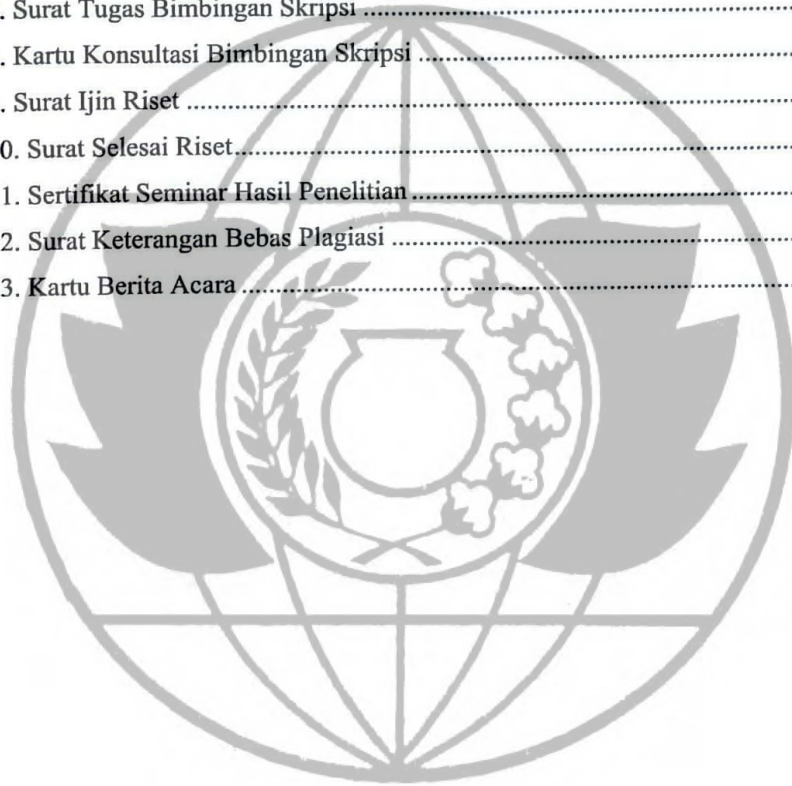 . Surat Tugas Bimbingan Skripsi ........................................................................
. Kartu Konsultasi Bimbingan Skripsi ................................................................
. Surat Ijin Riset ....................................................................................................
0. Surat Selesai Riset............................................................................................
1. Sertifikat Seminar Hasil Penelitian ................................................................
2. Surat Keterangan Bebas Plagiasi ....................................................................
3. Kartu Berita Acara ............................................................................................